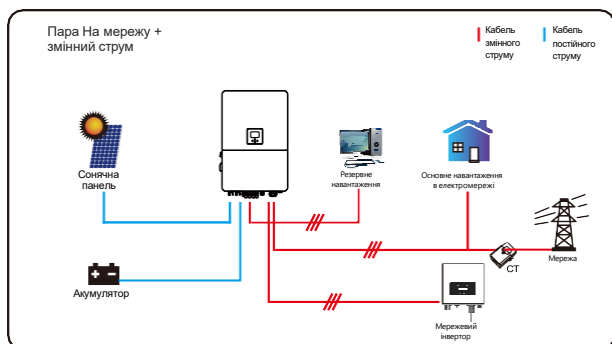 Пара На мережу +
змінний струм
Кабель
змінного
струму
Кабель
постійного
струму
Сонячна
панель
Резервне
навантаження
Основне навантаження
в електромережі
Мережа
CT
Акумулятор
Мережевий
інвертор